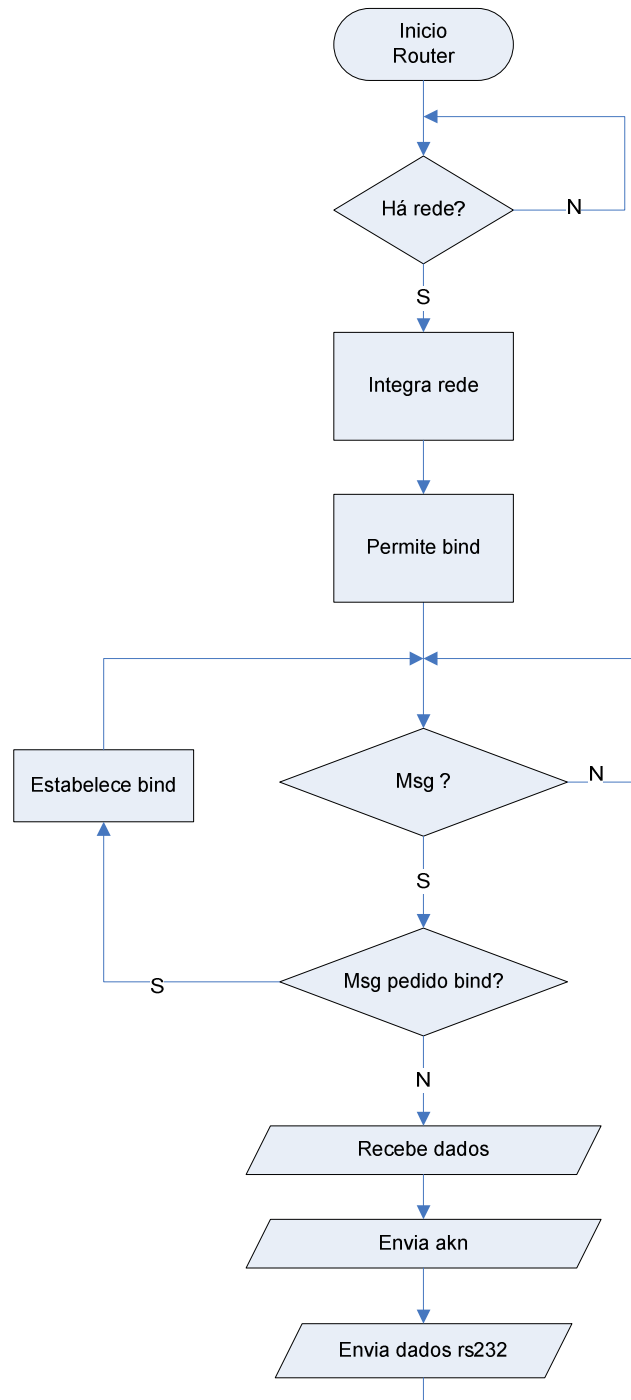 Inicio
Router
Há rede?
N
S
Integra rede
Permite bind
Estabelece bind
Msg ?
N
S
Msg pedido bind?
S
N
Recebe dados
Envia akn
Envia dados rs232